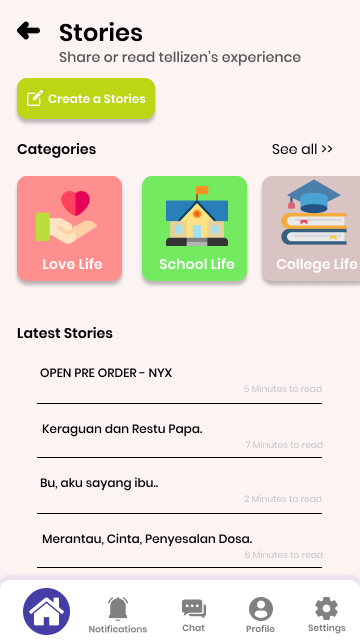 Stories
Share or read tellizen's experience
Create a Stories
Categories
See all >>
Love Life
School Life
College Life
Latest Stories
OPEN PRE ORDER - NYX
5 Minutes to read
Keraguan dan Restu Papa.
7 Minutes to read
Bu, aku sayang ibu..
2 Minutes to read
Merantau, Cinta, Penyesalan Dosa.
6 Minutes to read
Notifications
Chat
Profile
Settings